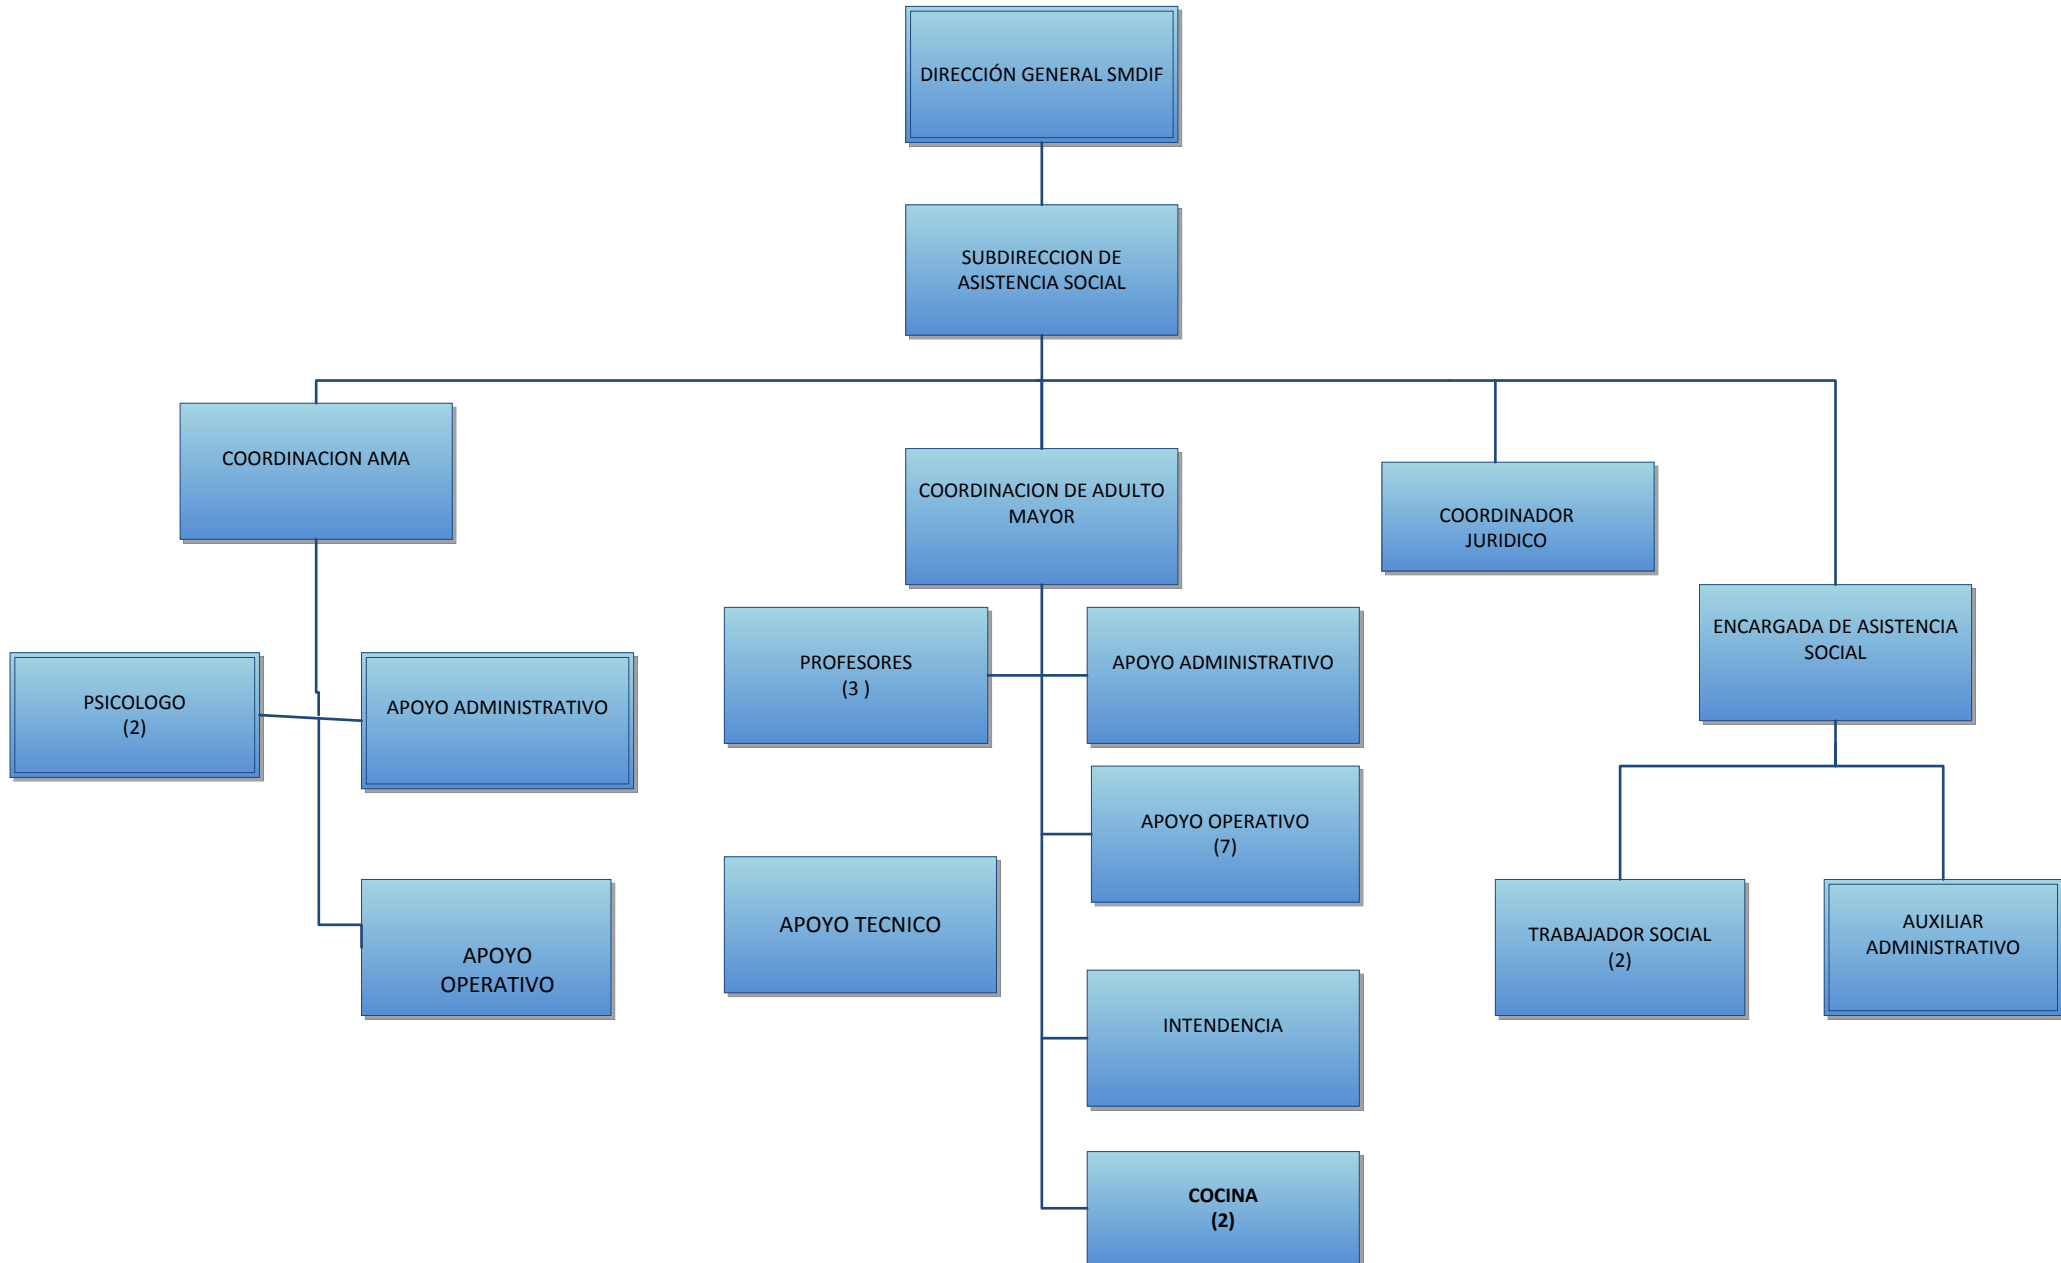 DIRECCIÓN GENERAL SMDIF
SUBDIRECCION DE
ASISTENCIA SOCIAL
COORDINACION AMA
COORDINACION DE ADULTO
MAYOR
COORDINADOR
JURIDICO
ENCARGADA DE ASISTENCIA
SOCIAL
PSICOLOGO
(2)
APOYO ADMINISTRATIVO
PROFESORES
(3 )
APOYO ADMINISTRATIVO
APOYO OPERATIVO
(7)
APOYO TECNICO
APOYO
OPERATIVO
TRABAJADOR SOCIAL
(2)
AUXILIAR
ADMINISTRATIVO
INTENDENCIA
COCINA
(2)